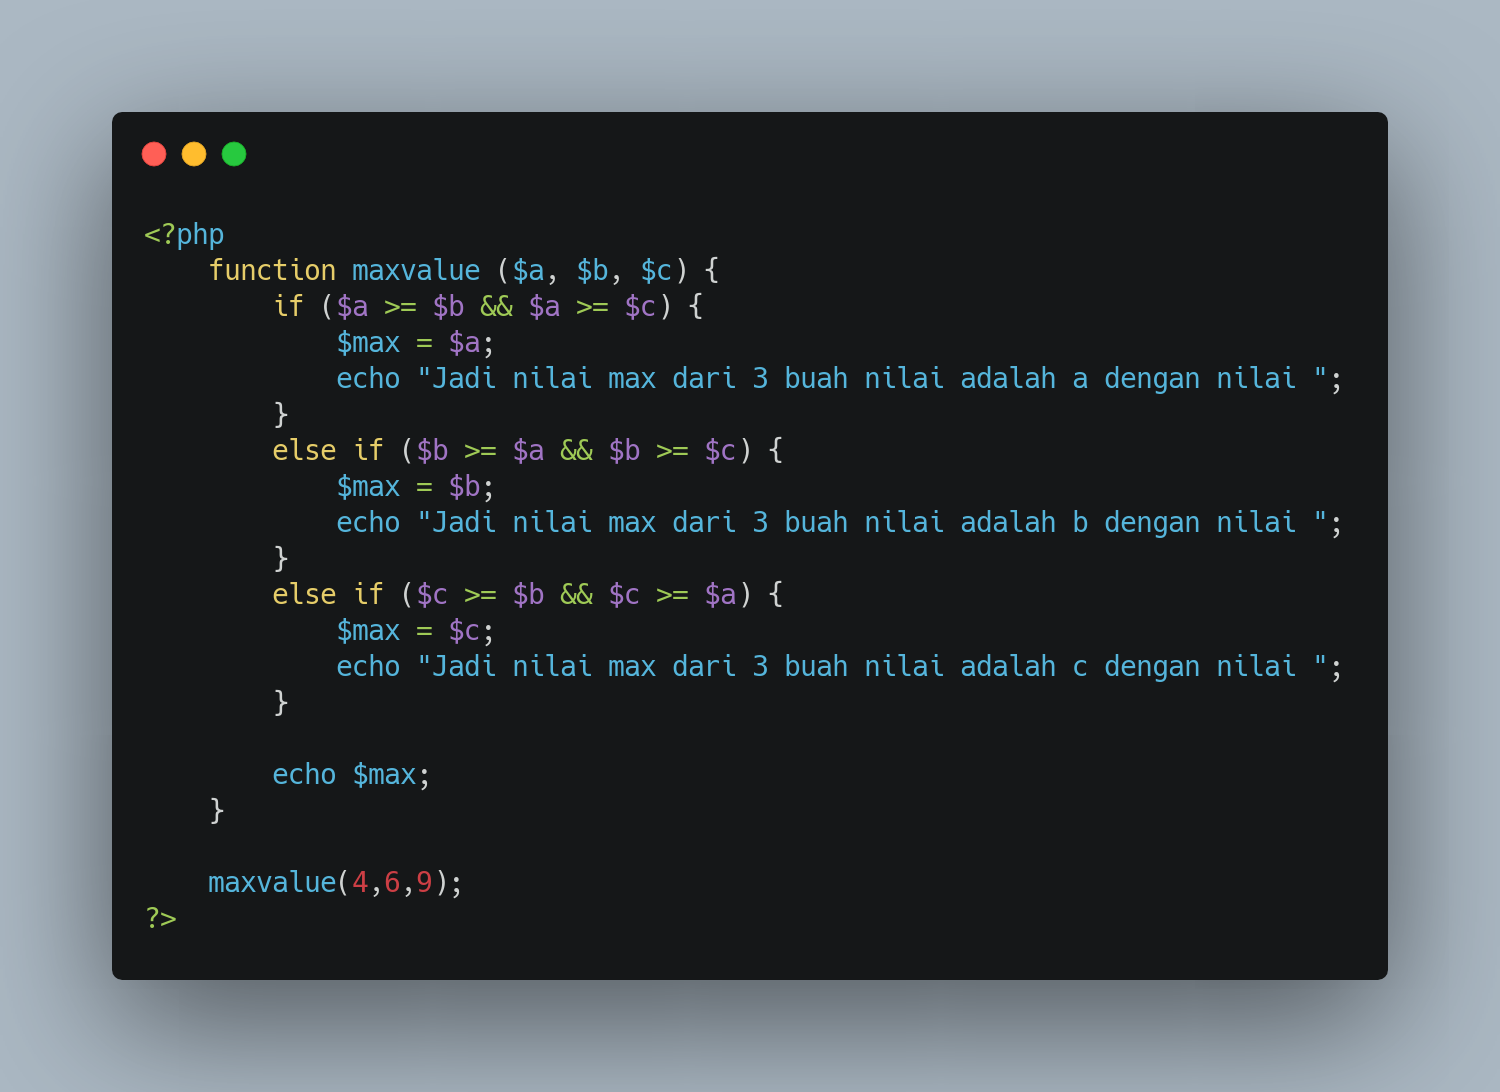 <?php
    function maxvalue ($a, $b, $c) {
        if ($a >= $b && $a >= $c) {
            $max = $a;
            echo "Jadi nilai max dari 3 buah nilai adalah a dengan nilai ";
        }
        else if ($b >= $a && $b >= $c) {
            $max = $b;
            echo "Jadi nilai max dari 3 buah nilai adalah b dengan nilai ";
        }
        else if ($c >= $b && $c >= $a) {
            $max = $c;
            echo "Jadi nilai max dari 3 buah nilai adalah c dengan nilai ";
        }

        echo $max;
    }

    maxvalue(4,6,9);
?>